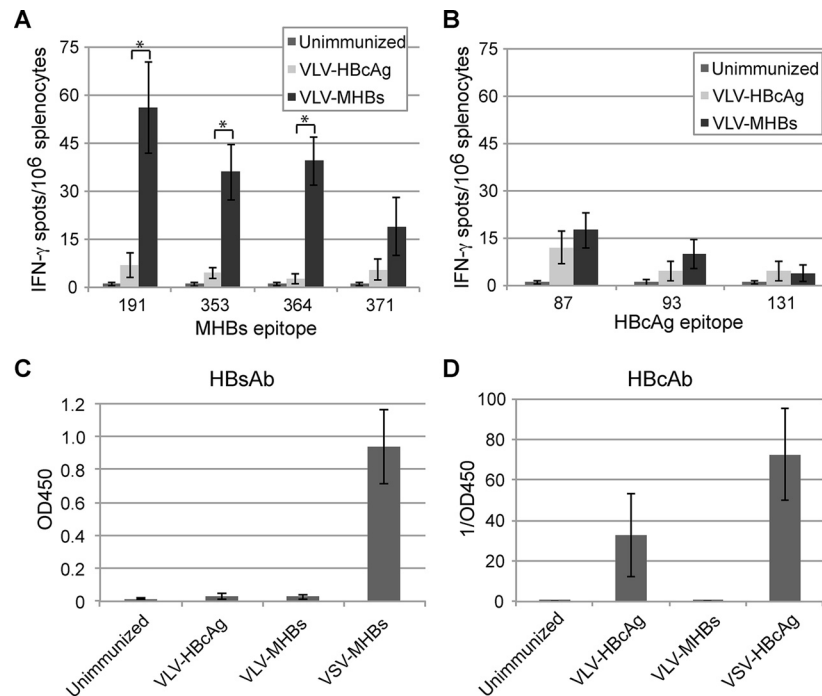 A
IFN-γ spots/10⁶ splenocytes
75
60
45
30
15
0
Unimmunized
VLV-HBcAg
VLV-MHBs
*
*
*
191 353 364 371
MHBs epitope
B
IFN-γ spots/10⁶ splenocytes
75
60
45
30
15
0
Unimmunized
VLV-HBcAg
VLV-MHBs
87 93 131
HBcAg epitope
C
HBsAb
OD450
1.2
1.0
0.8
0.6
0.4
0.2
0
Unimmunized
VLV-HBcAg
VLV-MHBs
VSV-MHBs
D
HBcAb
1/OD450
100
80
60
40
20
0
Unimmunized
VLV-HBcAg
VLV-MHBs
VSV-HBcAg